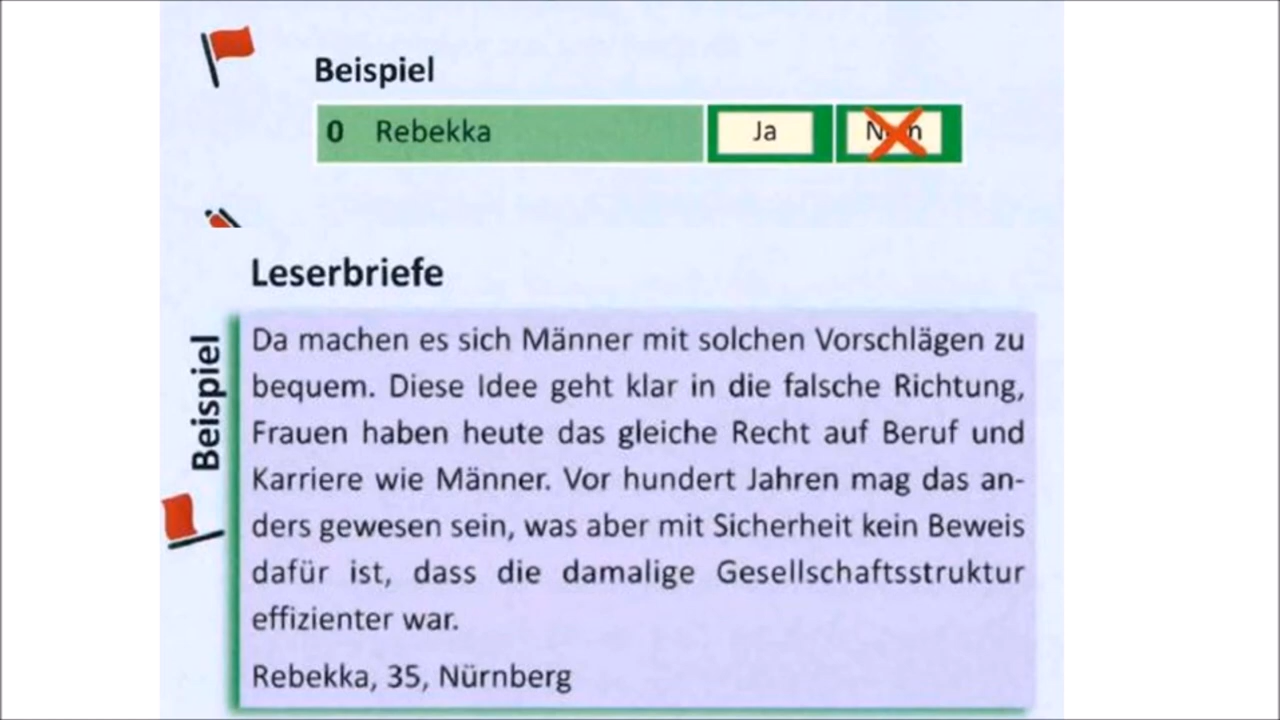 Beispiel
0 Rebekka Ja
Leserbriefe
Beispiel
Da machen es sich Männer mit solchen Vorschlägen zu
bequem. Diese Idee geht klar in die falsche Richtung,
Frauen haben heute das gleiche Recht auf Beruf und
Karriere wie Männer. Vor hundert Jahren mag das an-
ders gewesen sein, was aber mit Sicherheit kein Beweis
dafür ist, dass die damalige Gesellschaftsstruktur
effizienter war.
Rebekka, 35, Nürnberg